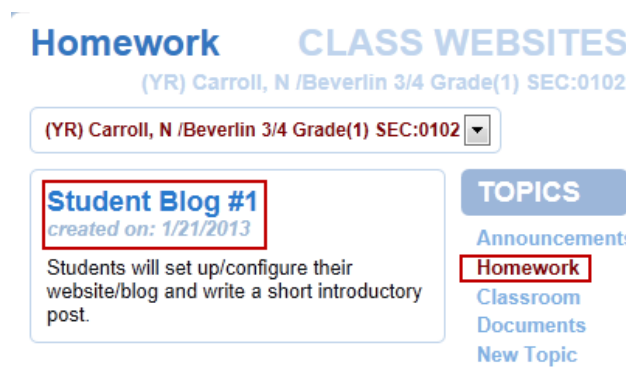 Homework CLASS WEBSITES
(YR) Carroll, N /Beverlin 3/4 Grade(1) SEC:0102
(YR) Carroll, N /Beverlin 3/4 Grade(1) SEC:0102
Student Blog #1
created on: 1/21/2013
Students will set up/configure their
website/blog and write a short introductory
post.
TOPICS
Announcements
Homework
Classroom
Documents
New Topic